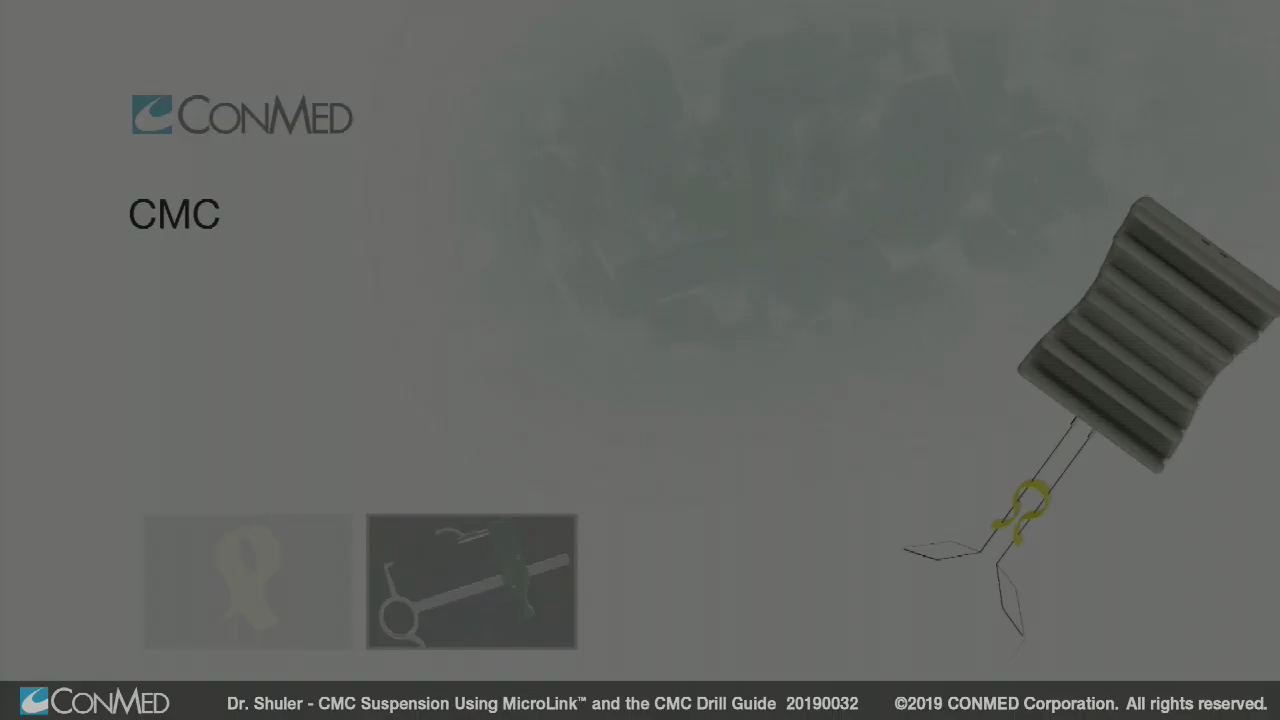 CONMED
CMC
CONMED
Dr. Shuler - CMC Suspension Using MicroLink™ and the CMC Drill Guide 20190032 ©2019 CONMED Corporation. All rights reserved.